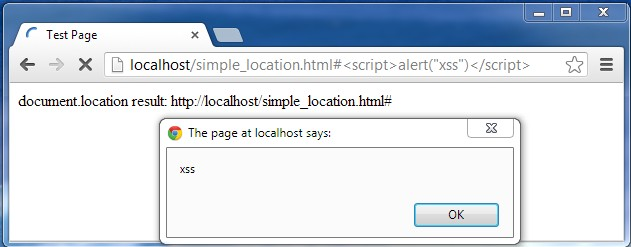 Test Page
localhost/simple_location.html#<script>alert("xss")</script>
document.location result: http://localhost/simple_location.html#
The page at localhost says:
xss
OK